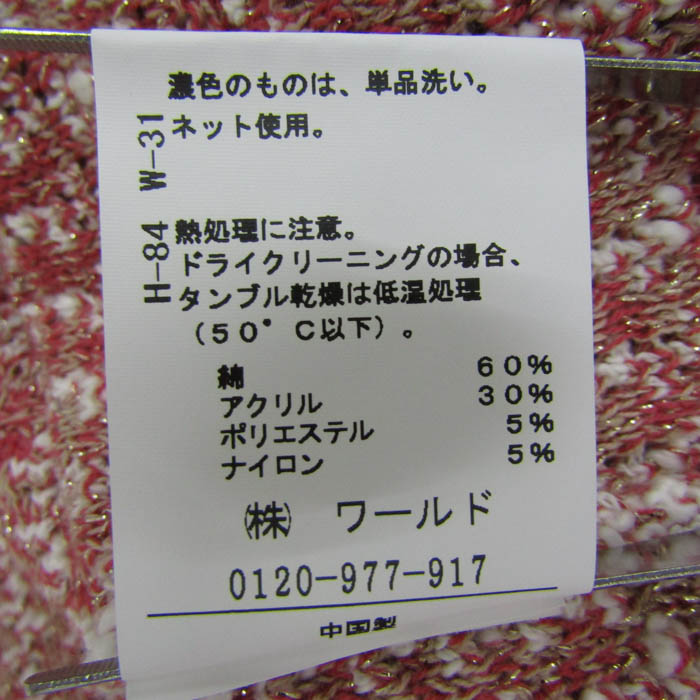 濃色のものは、単品洗い。
W-31 ネット使用。
H-84 熱処理に注意。
ドライクリーニングの場合、
タンブル乾燥は低温処理
（50°C以下）。
綿 60%
アクリル 30%
ポリエステル 5%
ナイロン 5%
㈱ ワールド
0120-977-917
中国製